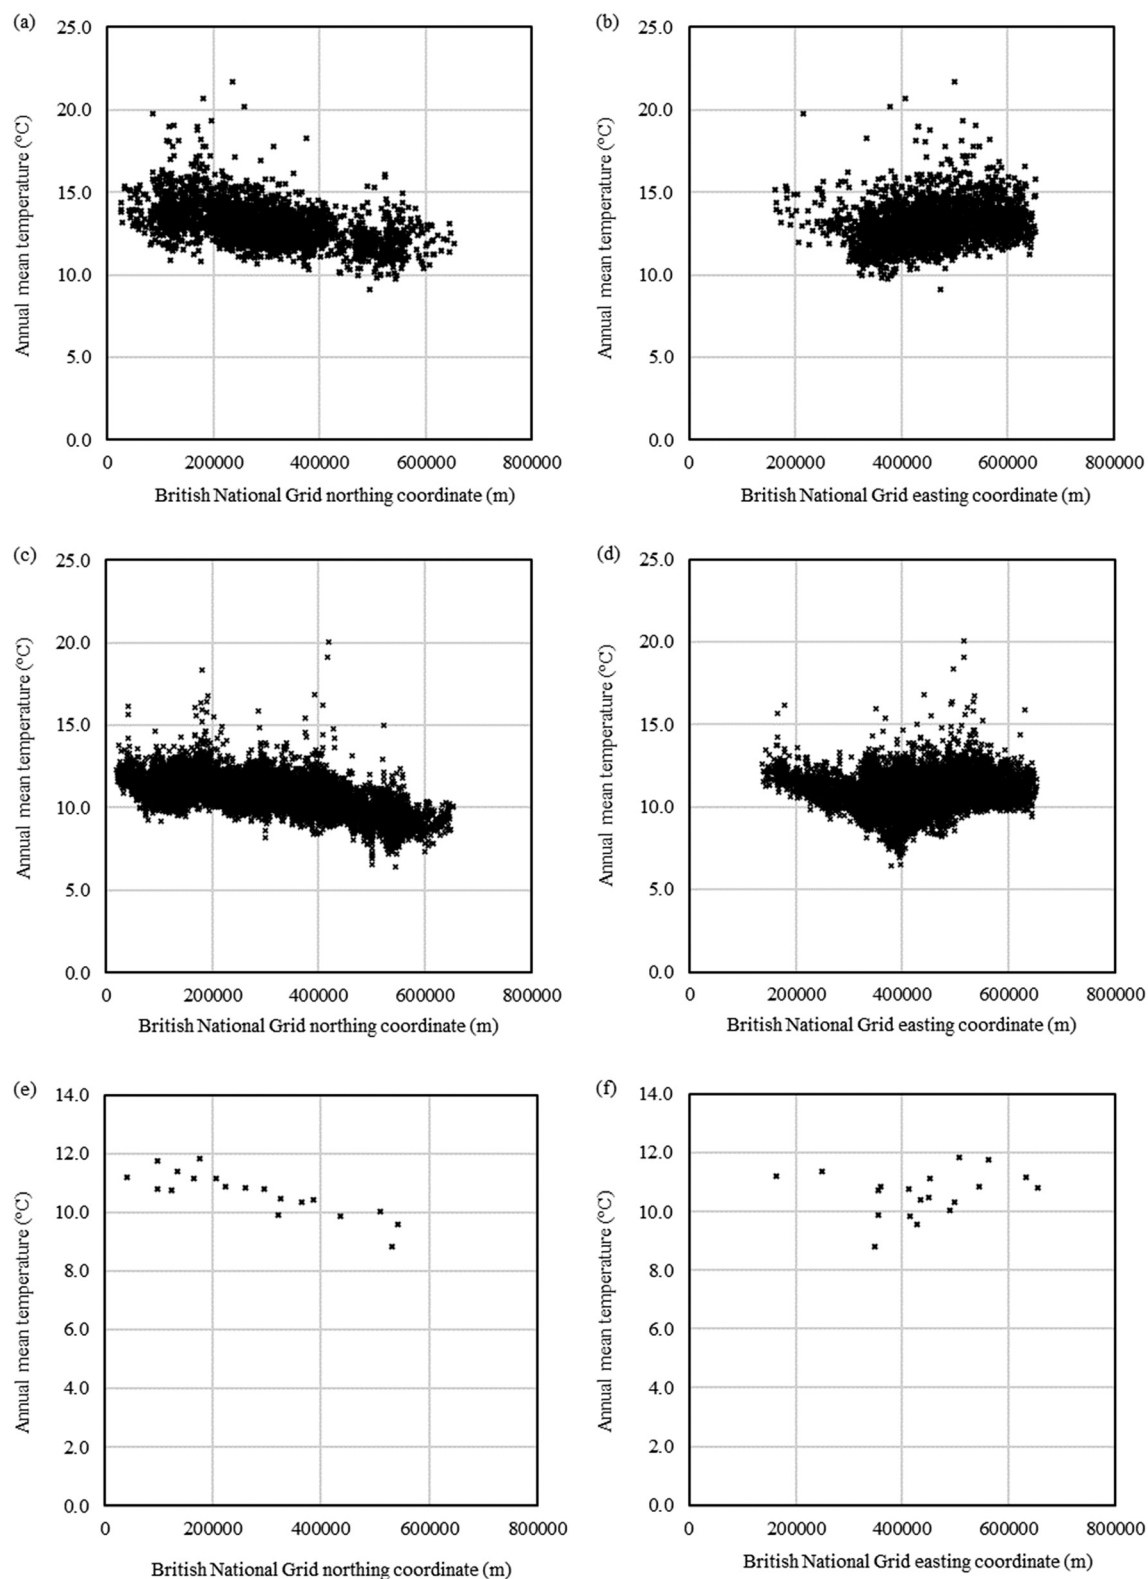 (a)
(b)
25.0
20.0
15.0
10.0
5.0
0.0
Annual mean temperature (°C)
0 200000 400000 600000 800000
British National Grid northing coordinate (m)
25.0
20.0
15.0
10.0
5.0
0.0
Annual mean temperature (°C)
0 200000 400000 600000 800000
British National Grid easting coordinate (m)
(c)
(d)
25.0
20.0
15.0
10.0
5.0
0.0
Annual mean temperature (°C)
0 200000 400000 600000 800000
British National Grid northing coordinate (m)
25.0
20.0
15.0
10.0
5.0
0.0
Annual mean temperature (°C)
0 200000 400000 600000 800000
British National Grid easting coordinate (m)
(e)
(f)
14.0
12.0
10.0
8.0
6.0
4.0
2.0
0.0
Annual mean temperature (°C)
0 200000 400000 600000 800000
British National Grid northing coordinate (m)
14.0
12.0
10.0
8.0
6.0
4.0
2.0
0.0
Annual mean temperature (°C)
0 200000 400000 600000 800000
British National Grid easting coordinate (m)